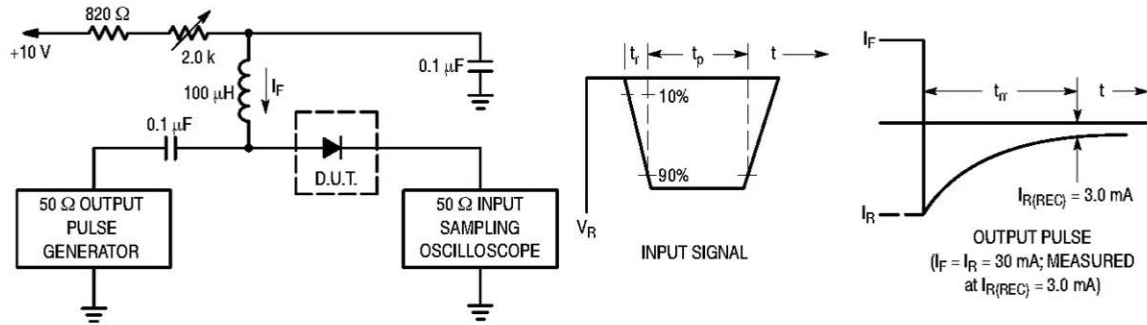 820 Ω
+10 V
2.0 k
100 μH
I_F
0.1 μF
0.1 μF
D.U.T.
50 Ω OUTPUT
PULSE
GENERATOR
50 Ω INPUT
SAMPLING
OSCILLOSCOPE
t_r
t_p
t
10%
90%
V_R
INPUT SIGNAL
I_F
t_rr
t
I_R
I_R(REC) = 3.0 mA
OUTPUT PULSE
(I_F = I_R = 30 mA; MEASURED
at I_R(REC) = 3.0 mA)